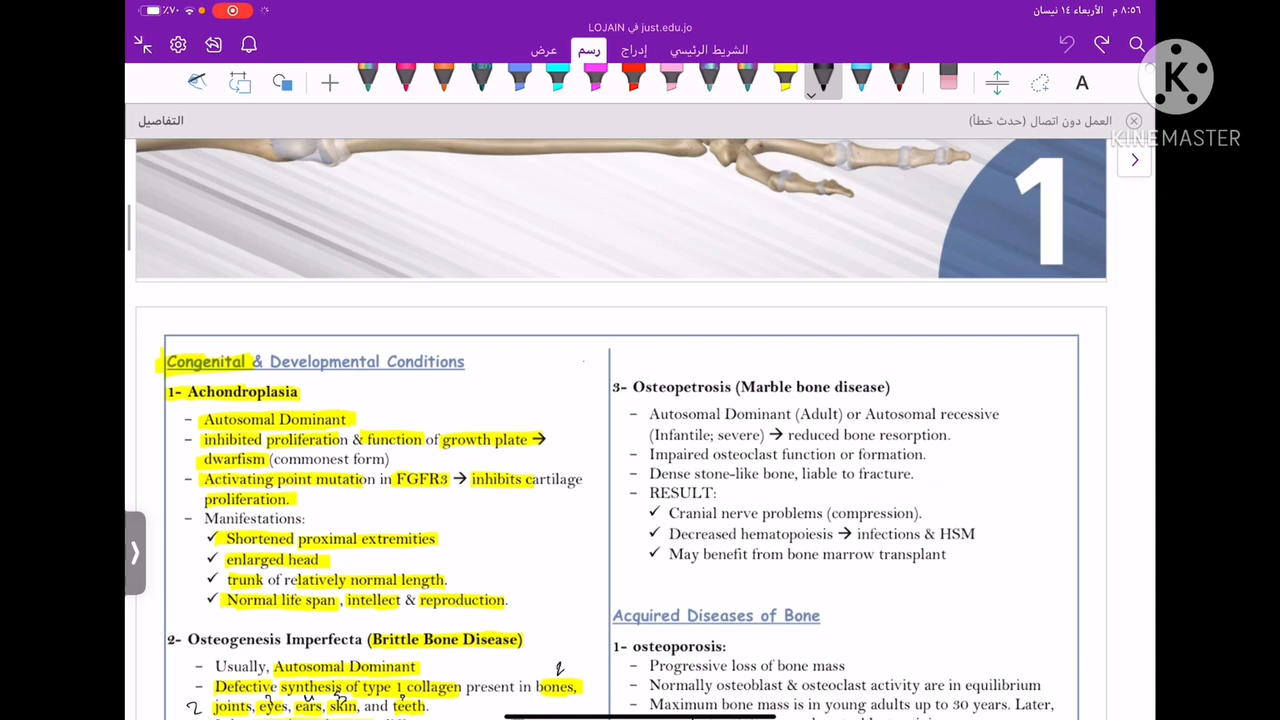 ٪٧٠
٨:٥٦ م الأربعاء ١٤ نيسان
LOJAIN في just.edu.jo
الشريط الرئيسي إدراج رسم عرض
A
K
KINEMASTER
العمل دون اتصال (حدث خطأ)
التفاصيل
1
Congenital & Developmental Conditions
1- Achondroplasia
- Autosomal Dominant
- inhibited proliferation & function of growth plate →
dwarfism (commonest form)
- Activating point mutation in FGFR3 → inhibits cartilage
proliferation.
- Manifestations:
✓ Shortened proximal extremities
✓ enlarged head
✓ trunk of relatively normal length.
✓ Normal life span , intellect & reproduction.
2- Osteogenesis Imperfecta (Brittle Bone Disease)
- Usually, Autosomal Dominant
- Defective synthesis of type 1 collagen present in bones,
joints, eyes, ears, skin, and teeth.
3- Osteopetrosis (Marble bone disease)
- Autosomal Dominant (Adult) or Autosomal recessive
(Infantile; severe) → reduced bone resorption.
- Impaired osteoclast function or formation.
- Dense stone-like bone, liable to fracture.
- RESULT:
✓ Cranial nerve problems (compression).
✓ Decreased hematopoiesis → infections & HSM
✓ May benefit from bone marrow transplant
Acquired Diseases of Bone
1- osteoporosis:
- Progressive loss of bone mass
- Normally osteoblast & osteoclast activity are in equilibrium
- Maximum bone mass is in young adults up to 30 years. Later,